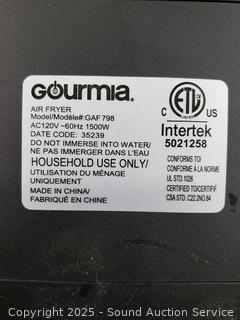 GOURMIA
AIR FRYER
Model/Modèle#:GAF798
AC120V ~60Hz 1500W
DATE CODE: 35239
DO NOT IMMERSE INTO WATER/
NE PAS IMMERGER DANS L'EAU
HOUSEHOLD USE ONLY/
UTILISATION DU MÉNAGE
UNIQUEMENT
MADE IN CHINA/
FABRIQUÉ EN CHINE
ETL
LISTED
C US
Intertek
5021258
CONFORMS TO/
CONFORME À LA NORME
UL STD.1026
CERTIFIED TO/CERTIFIÉ
CSA STD. C22.2NO.64
Copyright 2025 - Sound Auction Service